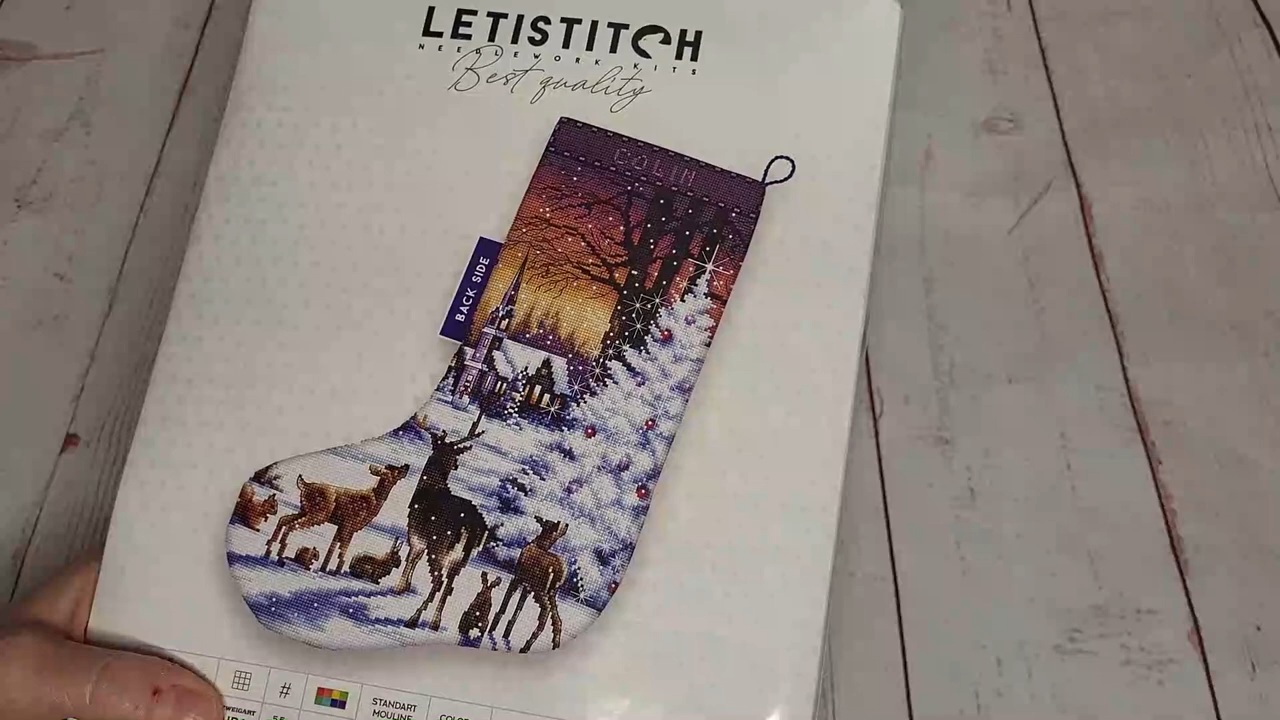 LETISTITCH
NEEDLEWORK KITS
Best quality
COLIN
BACK SIDE
#
STANDART
MOULINE